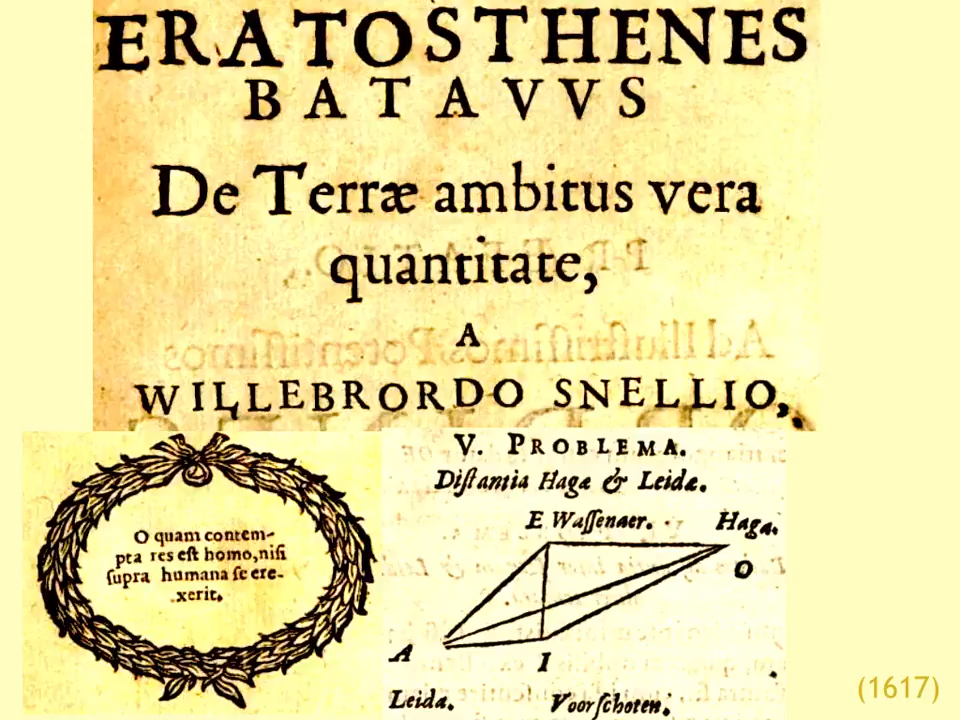 ERATOSTHENES
BATAVVS
De Terræ ambitus vera
quantitate,
A
WILLEBRORDO SNELLIO,
O quam contem-
pta res eſt homo, niſi
ſupra humana ſe ere-
xerit.
V. PROBLEMA.
Diſtantia Hagæ & Leidæ.
E Waſſenaer. Haga.
O
A
I
Leida. Voorſchoten.
(1617)